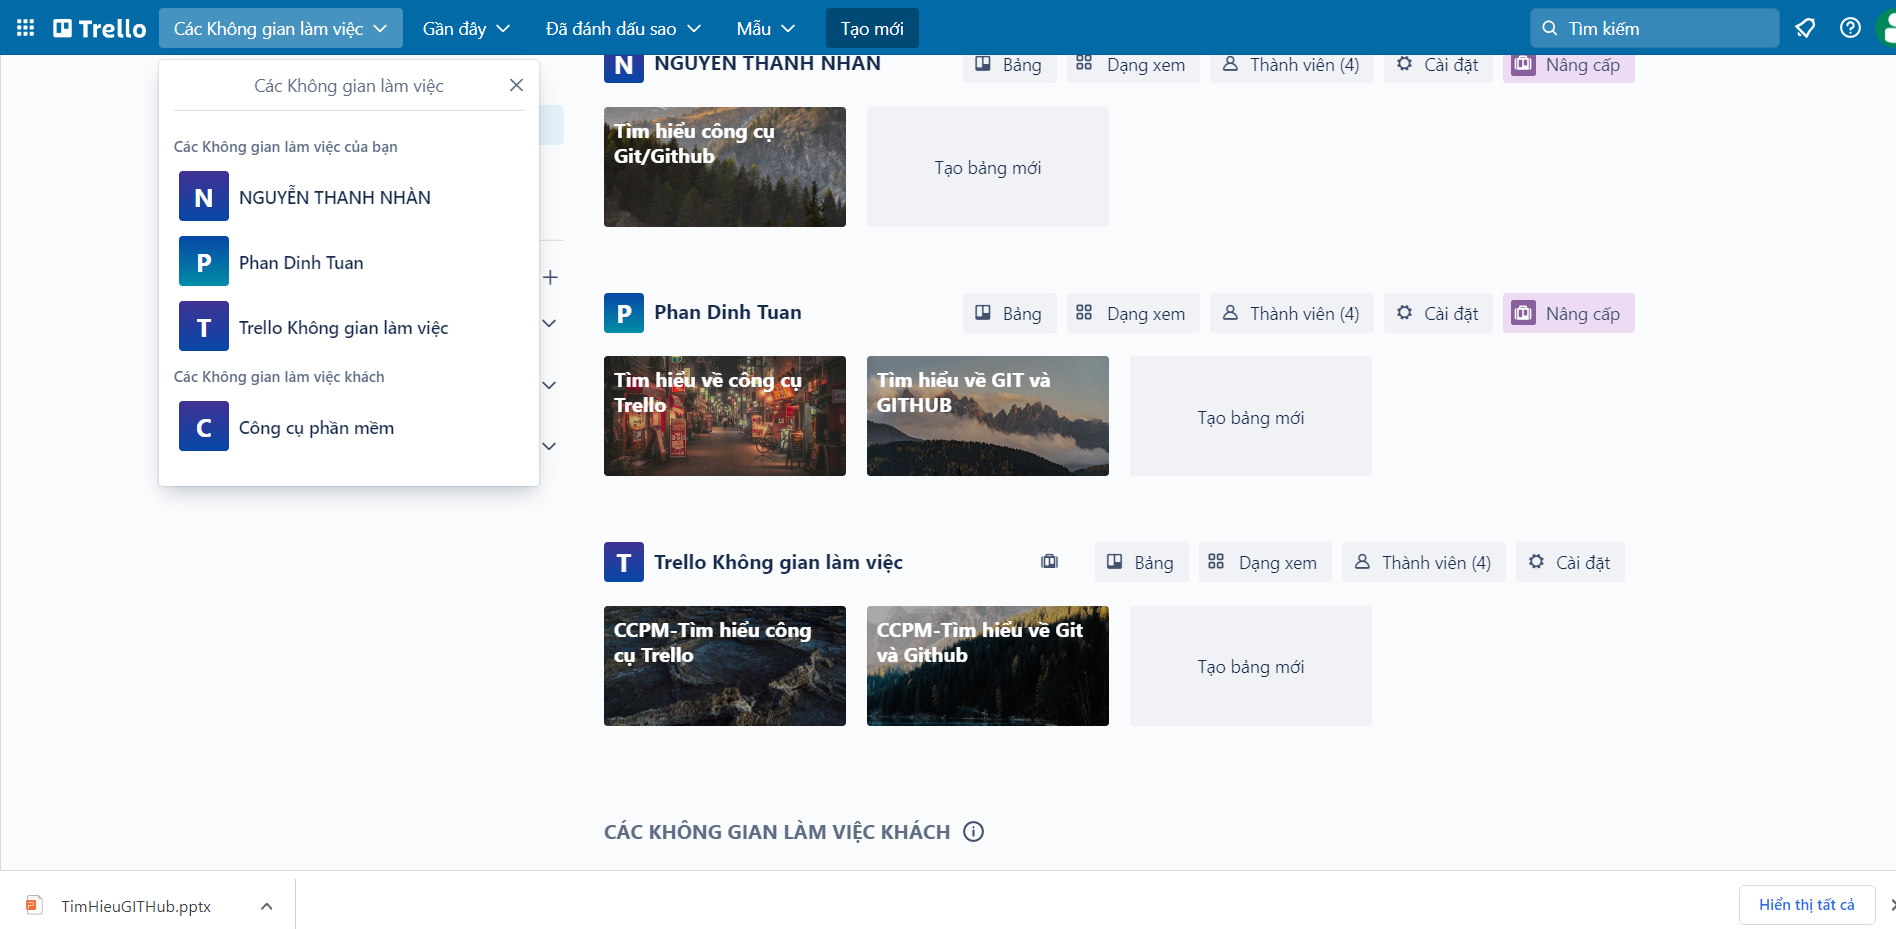 Trello
Các Không gian làm việc
Gần đây
Đã đánh dấu sao
Mẫu
Tạo mới
Tìm kiếm
Các Không gian làm việc
Các Không gian làm việc của bạn
N NGUYỄN THANH NHÀN
P Phan Dinh Tuan
T Trello Không gian làm việc
Các Không gian làm việc khách
C Công cụ phần mềm
N NGUYỄN THANH NHÀN
Bảng
Dạng xem
Thành viên (4)
Cài đặt
Nâng cấp
Tìm hiểu công cụ
Git/Github
Tạo bảng mới
P Phan Dinh Tuan
Bảng
Dạng xem
Thành viên (4)
Cài đặt
Nâng cấp
Tìm hiểu về công cụ
Trello
Tìm hiểu về GIT và
GITHUB
Tạo bảng mới
T Trello Không gian làm việc
Bảng
Dạng xem
Thành viên (4)
Cài đặt
CCPM-Tìm hiểu công
cụ Trello
CCPM-Tìm hiểu về Git
và Github
Tạo bảng mới
CÁC KHÔNG GIAN LÀM VIỆC KHÁCH
TimHieuGITHub.pptx
Hiển thị tất cả